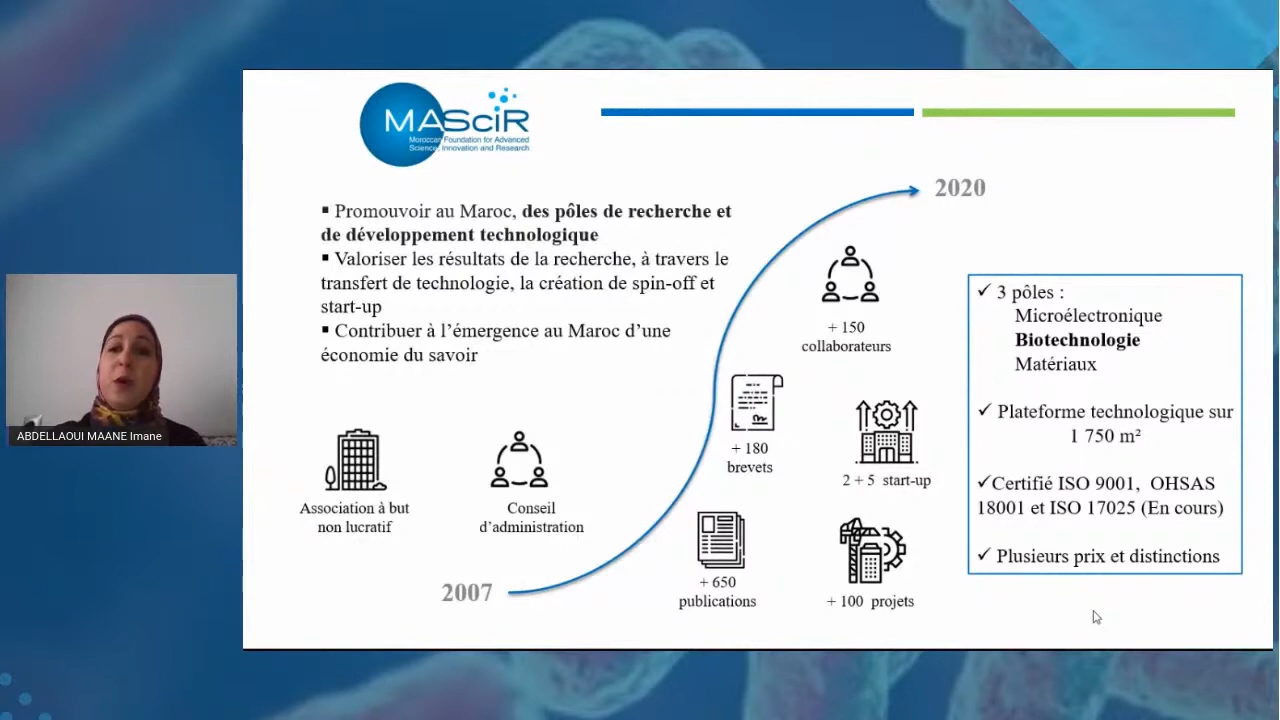 MASciR
Moroccan Foundation for Advanced
Science, Innovation and Research
2020
▪ Promouvoir au Maroc, des pôles de recherche et
de développement technologique
▪ Valoriser les résultats de la recherche, à travers le
transfert de technologie, la création de spin-off et
start-up
▪ Contribuer à l’émergence au Maroc d’une
économie du savoir
+ 150
collaborateurs
+ 180
brevets
2 + 5 start-up
+ 650
publications
+ 100 projets
Association à but
non lucratif
Conseil
d’administration
2007
✓ 3 pôles :
Microélectronique
Biotechnologie
Matériaux
✓ Plateforme technologique sur
1 750 m²
✓Certifié ISO 9001, OHSAS
18001 et ISO 17025 (En cours)
✓ Plusieurs prix et distinctions
ABDELLAOUI MAANE Imane